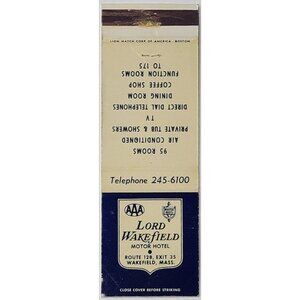 LION MATCH CORP. OF AMERICA - BOSTON
95 ROOMS
AIR CONDITIONED
PRIVATE TUB & SHOWERS
TV
DIRECT DIAL TELEPHONES
DINING ROOM
COFFEE SHOP
FUNCTION ROOMS
TO 175
Telephone 245-6100
AAA
LORD
WAKEFIELD
MOTOR HOTEL
ROUTE 128, EXIT 35
WAKEFIELD, MASS.
CLOSE COVER BEFORE STRIKING